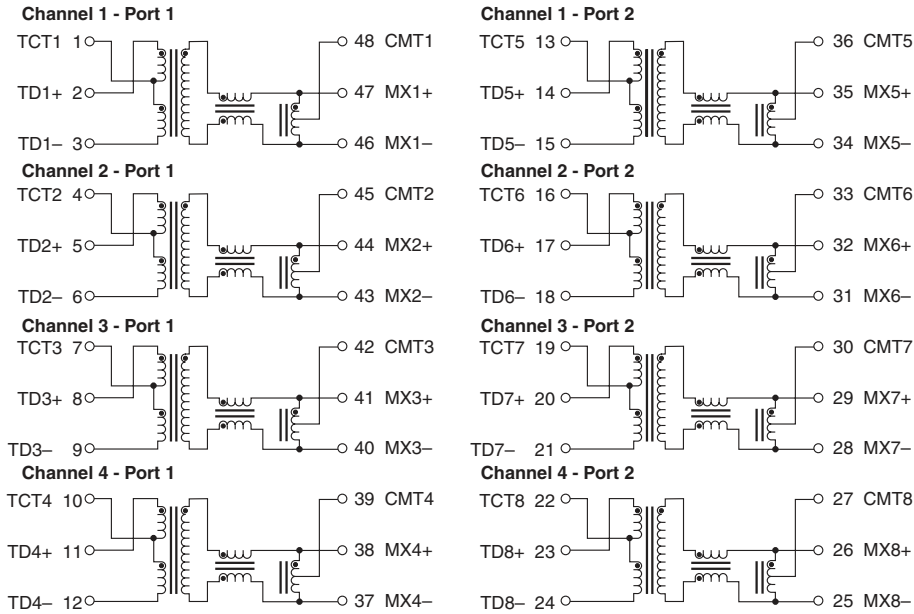 Channel 1 - Port 1
TCT1 1
48 CMT1
TD1+ 2
47 MX1+
TD1– 3
46 MX1–
Channel 2 - Port 1
TCT2 4
45 CMT2
TD2+ 5
44 MX2+
TD2– 6
43 MX2–
Channel 3 - Port 1
TCT3 7
42 CMT3
TD3+ 8
41 MX3+
TD3– 9
40 MX3–
Channel 4 - Port 1
TCT4 10
39 CMT4
TD4+ 11
38 MX4+
TD4– 12
37 MX4–
Channel 1 - Port 2
TCT5 13
36 CMT5
TD5+ 14
35 MX5+
TD5– 15
34 MX5–
Channel 2 - Port 2
TCT6 16
33 CMT6
TD6+ 17
32 MX6+
TD6– 18
31 MX6–
Channel 3 - Port 2
TCT7 19
30 CMT7
TD7+ 20
29 MX7+
TD7– 21
28 MX7–
Channel 4 - Port 2
TCT8 22
27 CMT8
TD8+ 23
26 MX8+
TD8– 24
25 MX8–